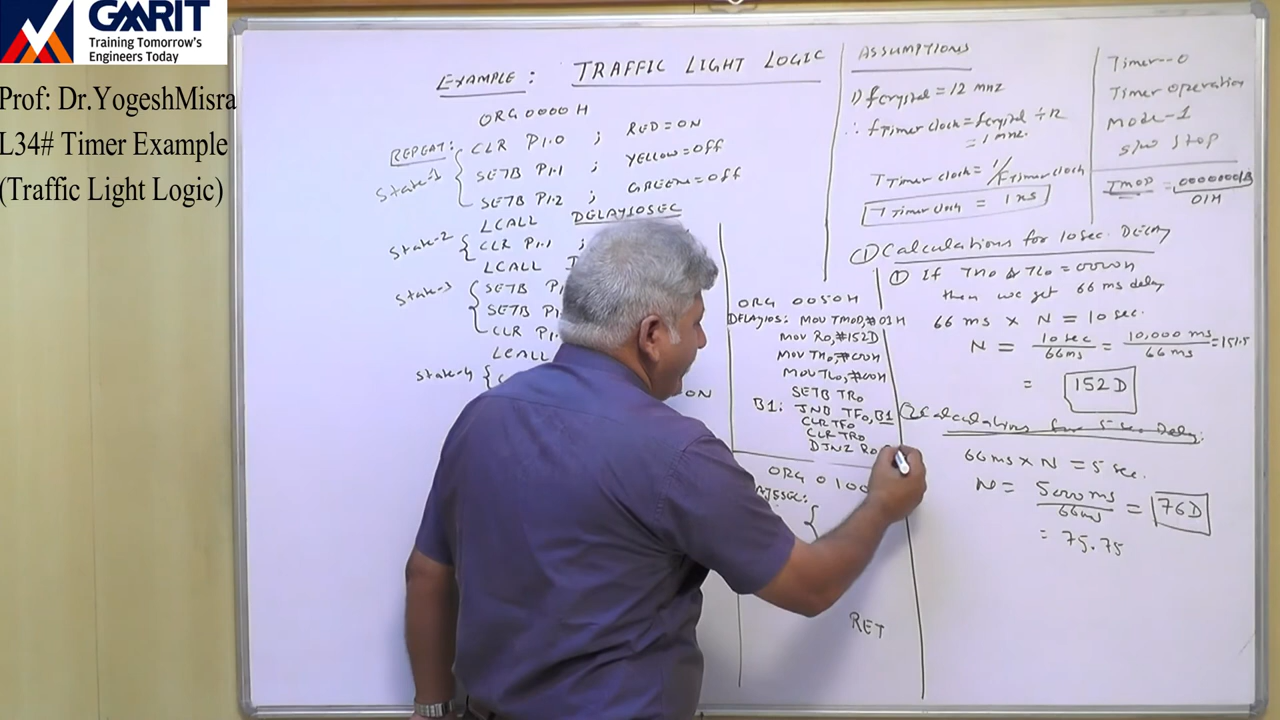 GMRIT
Training Tomorrow's
Engineers Today
Prof: Dr.YogeshMisra
L34# Timer Example
(Traffic Light Logic)
EXAMPLE: TRAFFIC LIGHT LOGIC
ORG 0000 H
REPEAT: CLR P1.0 ; RED=ON
State-1 SETB P1.1 ; YELLOW=OFF
SETB P1.2 ; GREEN=OFF
LCALL DELAY10SEC
State-2 CLR P1.1 ;
LCALL
State-3 SETB P1
SETB P1
CLR P1
LCALL
State-4
ON
ORG 0050H
DELAY10S: MOV TMOD, #01H
MOV R0, #152D
MOV TH0, #00H
MOV TL0, #00H
SETB TR0
B1: JNB TF0, B1
CLR TF0
CLR TR0
DJNZ R0
ORG 0100
RET
ASSUMPTIONS
1) fcrystal = 12 mHz
∴ fTimer clock = fcrystal ÷ 12
= 1 mHz.
TTimer clock = 1/FTimer clock
TTimer clock = 1 µs
Timer-0
Timer operation
Mode-1
S/W Stop
TMOD = 00000001B
01H
① Calculations for 10 sec. DELAY
① If TH0 & TL0 = 0000H
then we get 66 ms delay
66 ms x N = 10 sec.
N = 10 sec / 66 ms = 10,000 ms / 66 ms = 151.5
= 152D
② Calculations for 5 sec Delay.
66 ms x N = 5 sec.
N = 5000 ms / 66 ms = 76D
= 75.75